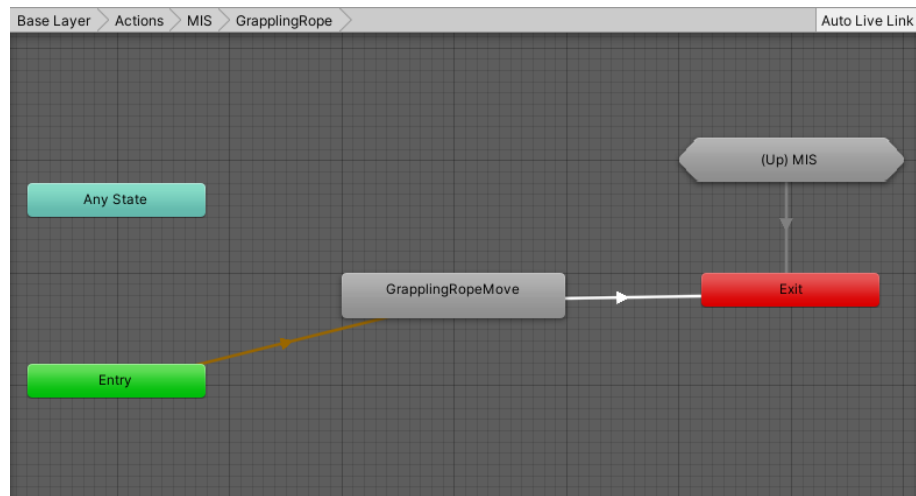 Base Layer Actions MIS GrapplingRope Auto Live Link
(Up) MIS
Any State
GrapplingRopeMove
Exit
Entry